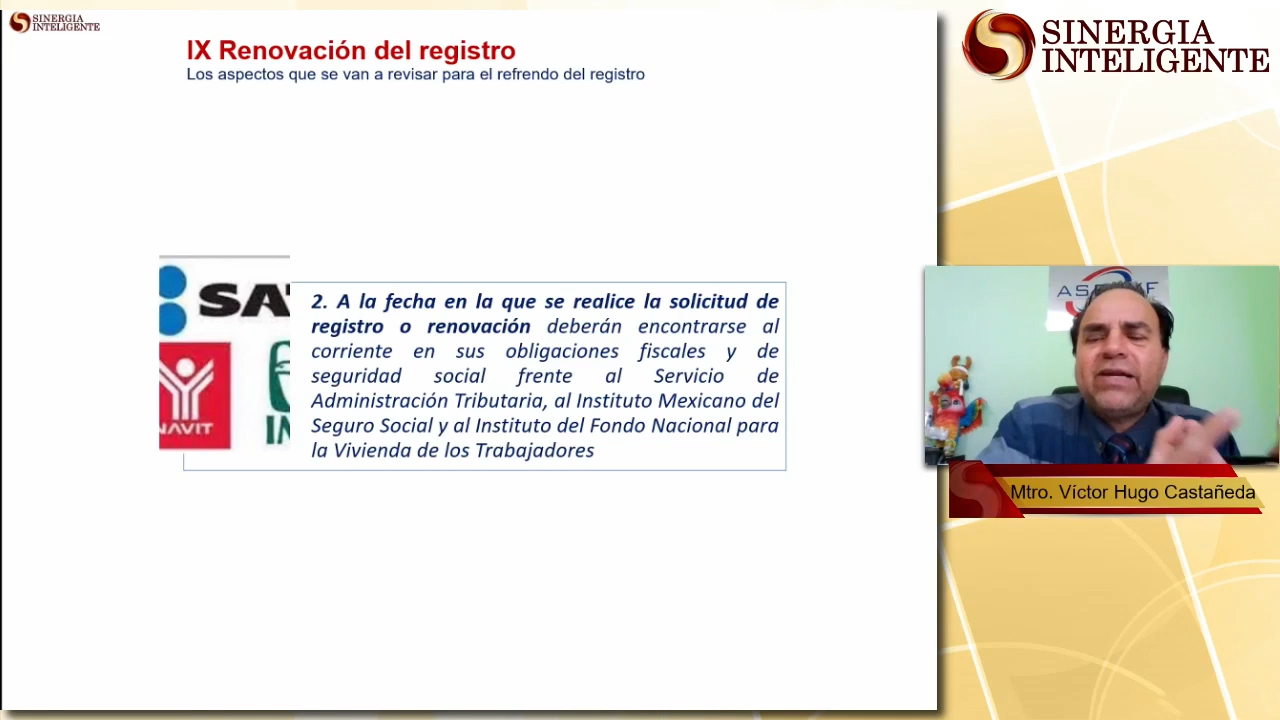 SINERGIA
INTELIGENTE
IX Renovación del registro
Los aspectos que se van a revisar para el refrendo del registro
2. A la fecha en la que se realice la solicitud de
registro o renovación deberán encontrarse al
corriente en sus obligaciones fiscales y de
seguridad social frente al Servicio de
Administración Tributaria, al Instituto Mexicano del
Seguro Social y al Instituto del Fondo Nacional para
la Vivienda de los Trabajadores
SINERGIA
INTELIGENTE
Mtro. Víctor Hugo Castañeda